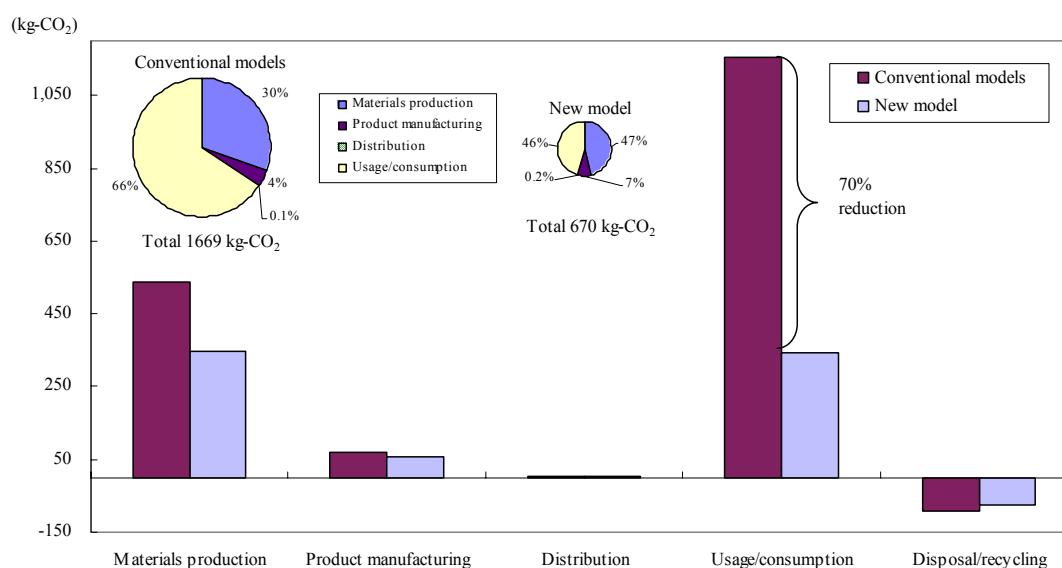 (kg-CO₂)
1,050
850
650
450
250
50
-150
Conventional models
30%
4%
0.1%
66%
Total 1669 kg-CO₂
Materials production
Product manufacturing
Distribution
Usage/consumption
New model
46%
47%
0.2%
7%
Total 670 kg-CO₂
Conventional models
New model
70%
reduction
Materials production
Product manufacturing
Distribution
Usage/consumption
Disposal/recycling